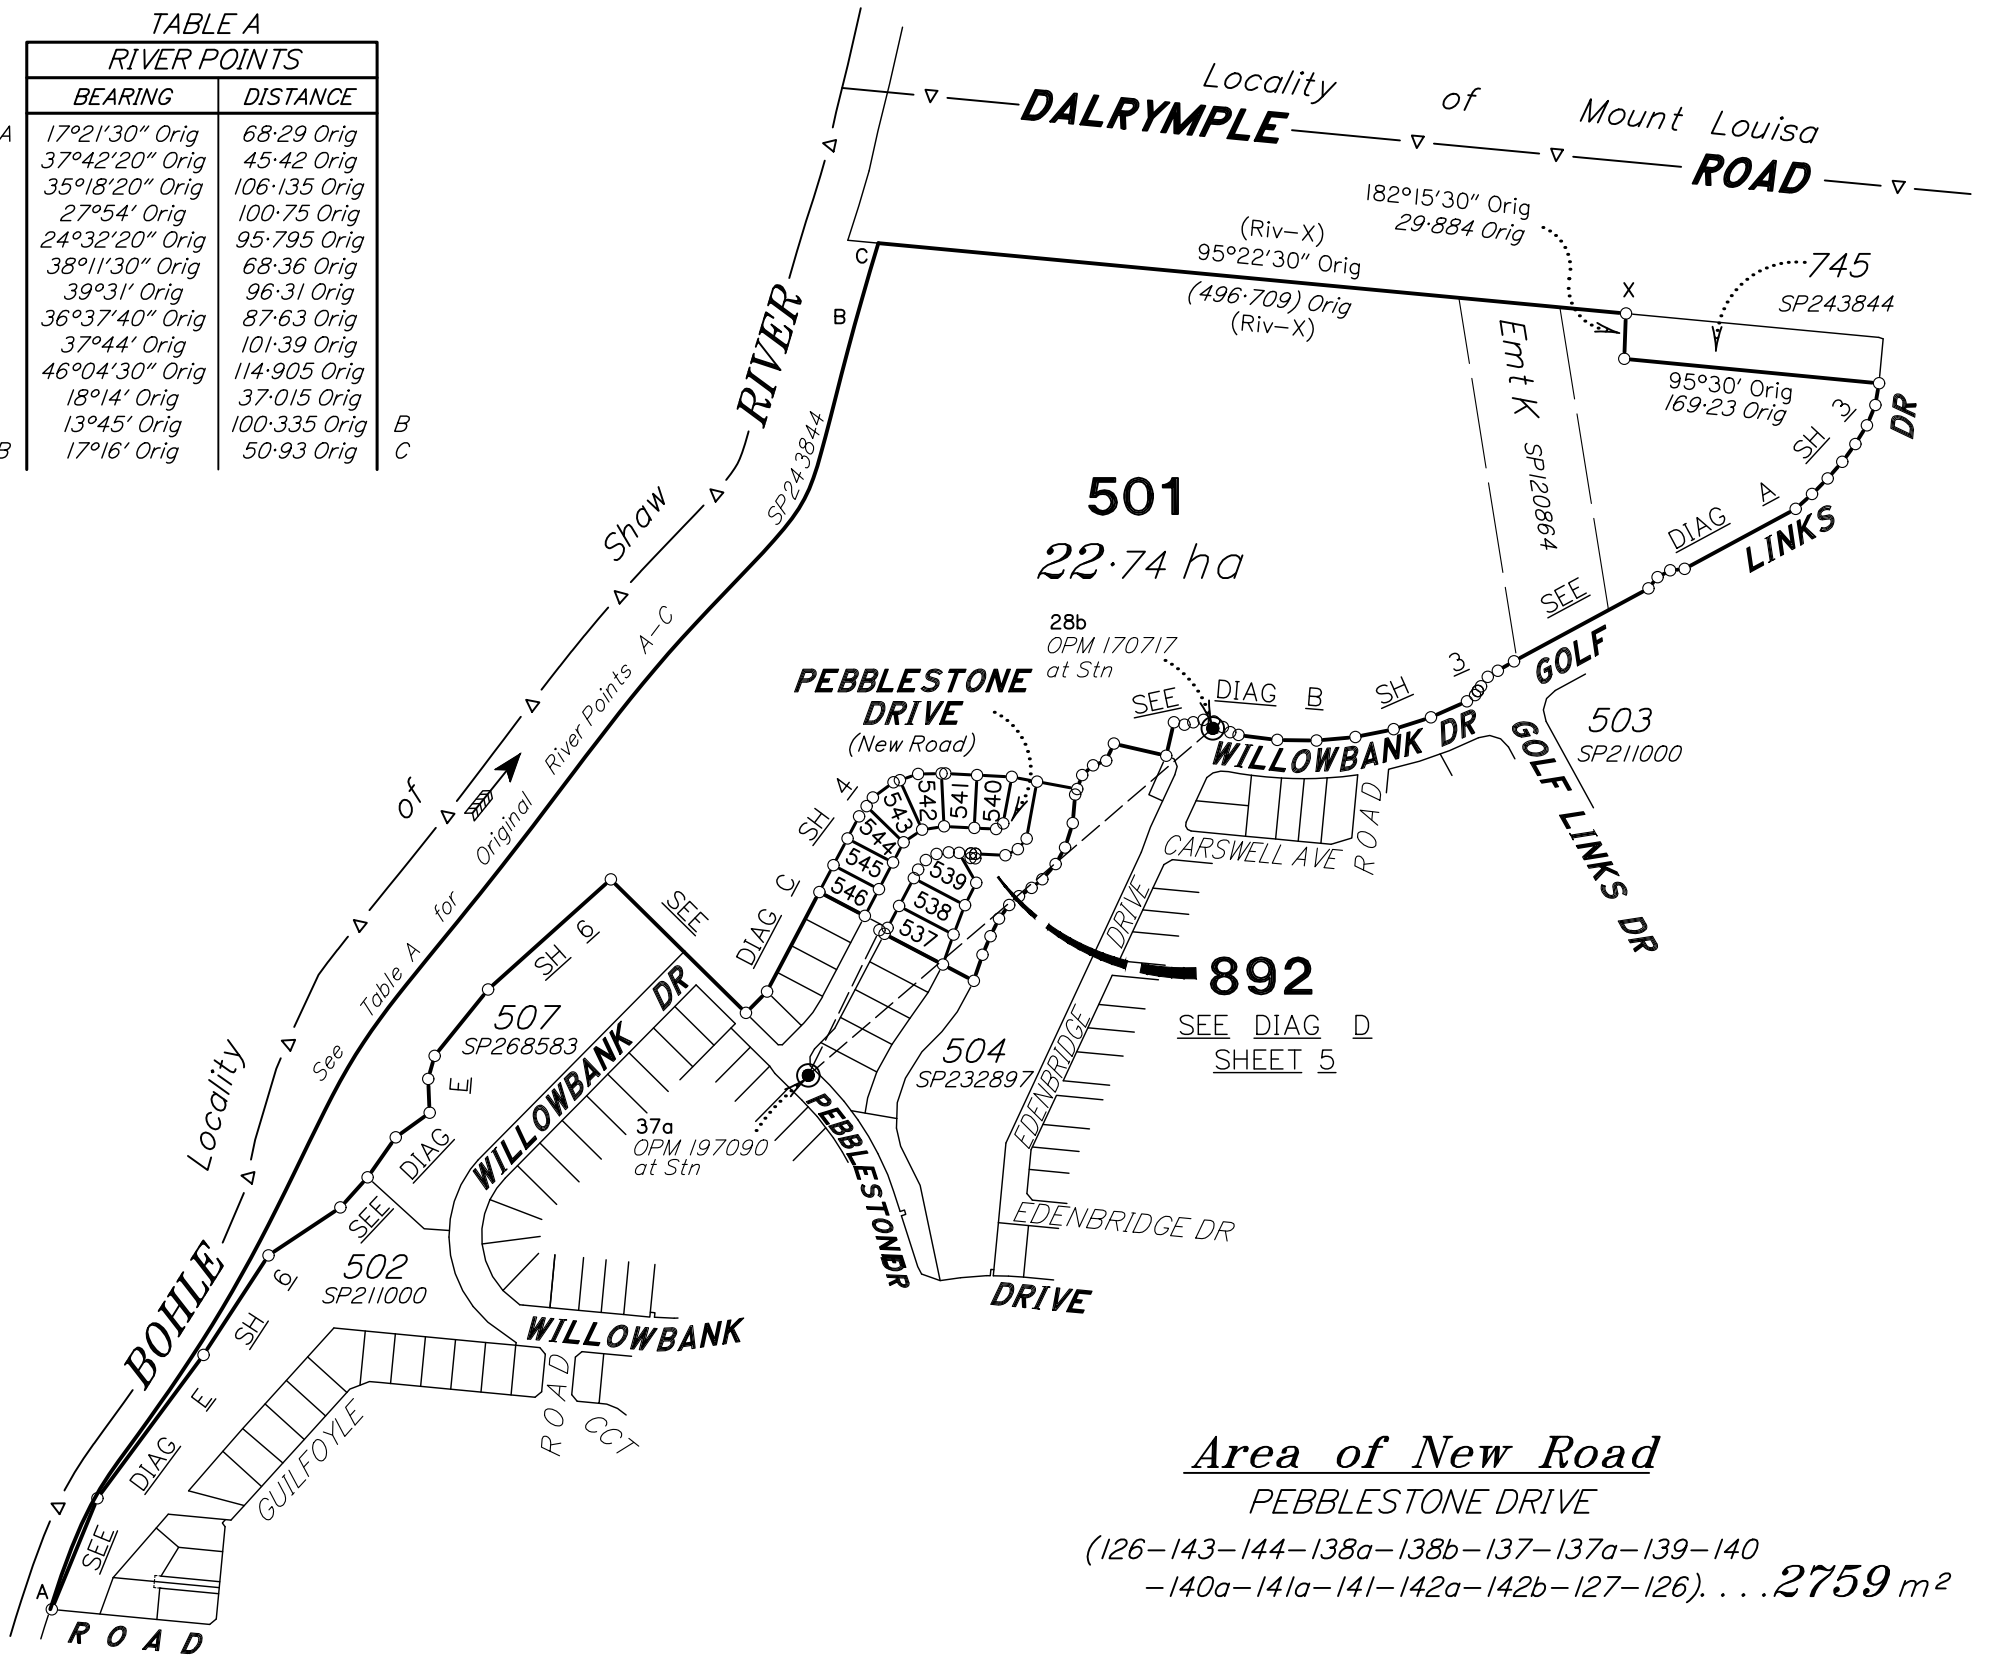 TABLE A
RIVER POINTS
BEARING DISTANCE
A 17°21'30" Orig 68·29 Orig
37°42'20" Orig 45·42 Orig
35°18'20" Orig 106·135 Orig
27°54' Orig 100·75 Orig
24°32'20" Orig 95·795 Orig
38°11'30" Orig 68·36 Orig
39°31' Orig 96·31 Orig
36°37'40" Orig 87·63 Orig
37°44' Orig 101·39 Orig
46°04'30" Orig 114·905 Orig
18°14' Orig 37·015 Orig
13°45' Orig 100·335 Orig B
B 17°16' Orig 50·93 Orig C
Locality of Mount Louisa
DALRYMPLE ROAD
182°15'30" Orig
29·884 Orig
(Riv-X)
95°22'30" Orig
(496·709) Orig
(Riv-X)
745
SP243844
X
C
B
95°30' Orig
169·23 Orig
Emt K SP120864
SEE DIAG A SH 3
GOLF LINKS DR
Locality of Shaw
BOHLE RIVER
SP243844
See Table A for Original River Points A-C
501
22·74 ha
28b
OPM 170717
at Stn
PEBBLESTONE
DRIVE
(New Road)
SEE DIAG B SH 3
WILLOWBANK DR
503
SP211000
GOLF LINKS DR
ROAD
CARSWELL AVE
SEE DIAG C SH 4
546
545
544
543
542
541
540
539
538
537
892
SEE DIAG D
SHEET 5
EDENBRIDGE DRIVE
504
SP232897
507
SP268583
WILLOWBANK DR
37a
OPM 197090
at Stn
PEBBLESTONE DR
EDENBRIDGE DR
DRIVE
SEE DIAG E SH 6
502
SP211000
WILLOWBANK
ROAD
CCT
GUILFOYLE
SEE DIAG E SH 6
A
ROAD
Area of New Road
PEBBLESTONE DRIVE
(126-143-144-138a-138b-137-137a-139-140
-140a-141a-141-142a-142b-127-126)....2759 m²